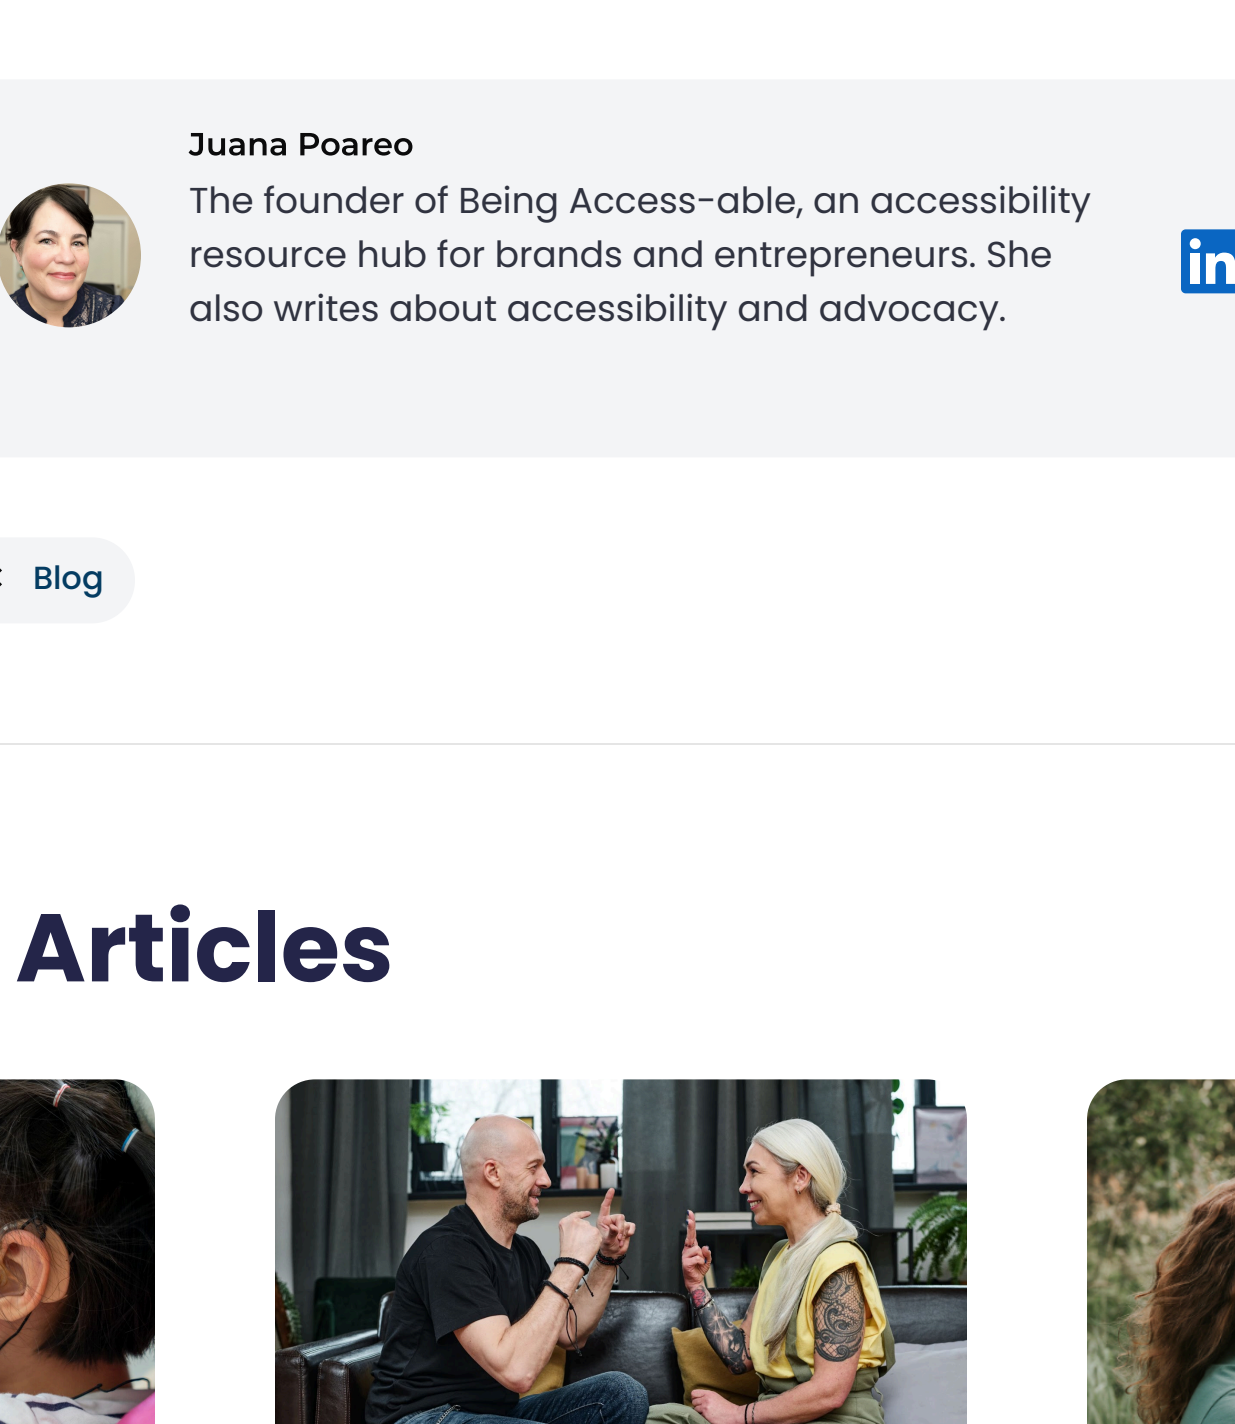 Juana Poareo
The founder of Being Access-able, an accessibility
resource hub for brands and entrepreneurs. She
also writes about accessibility and advocacy.
in
Blog
Articles